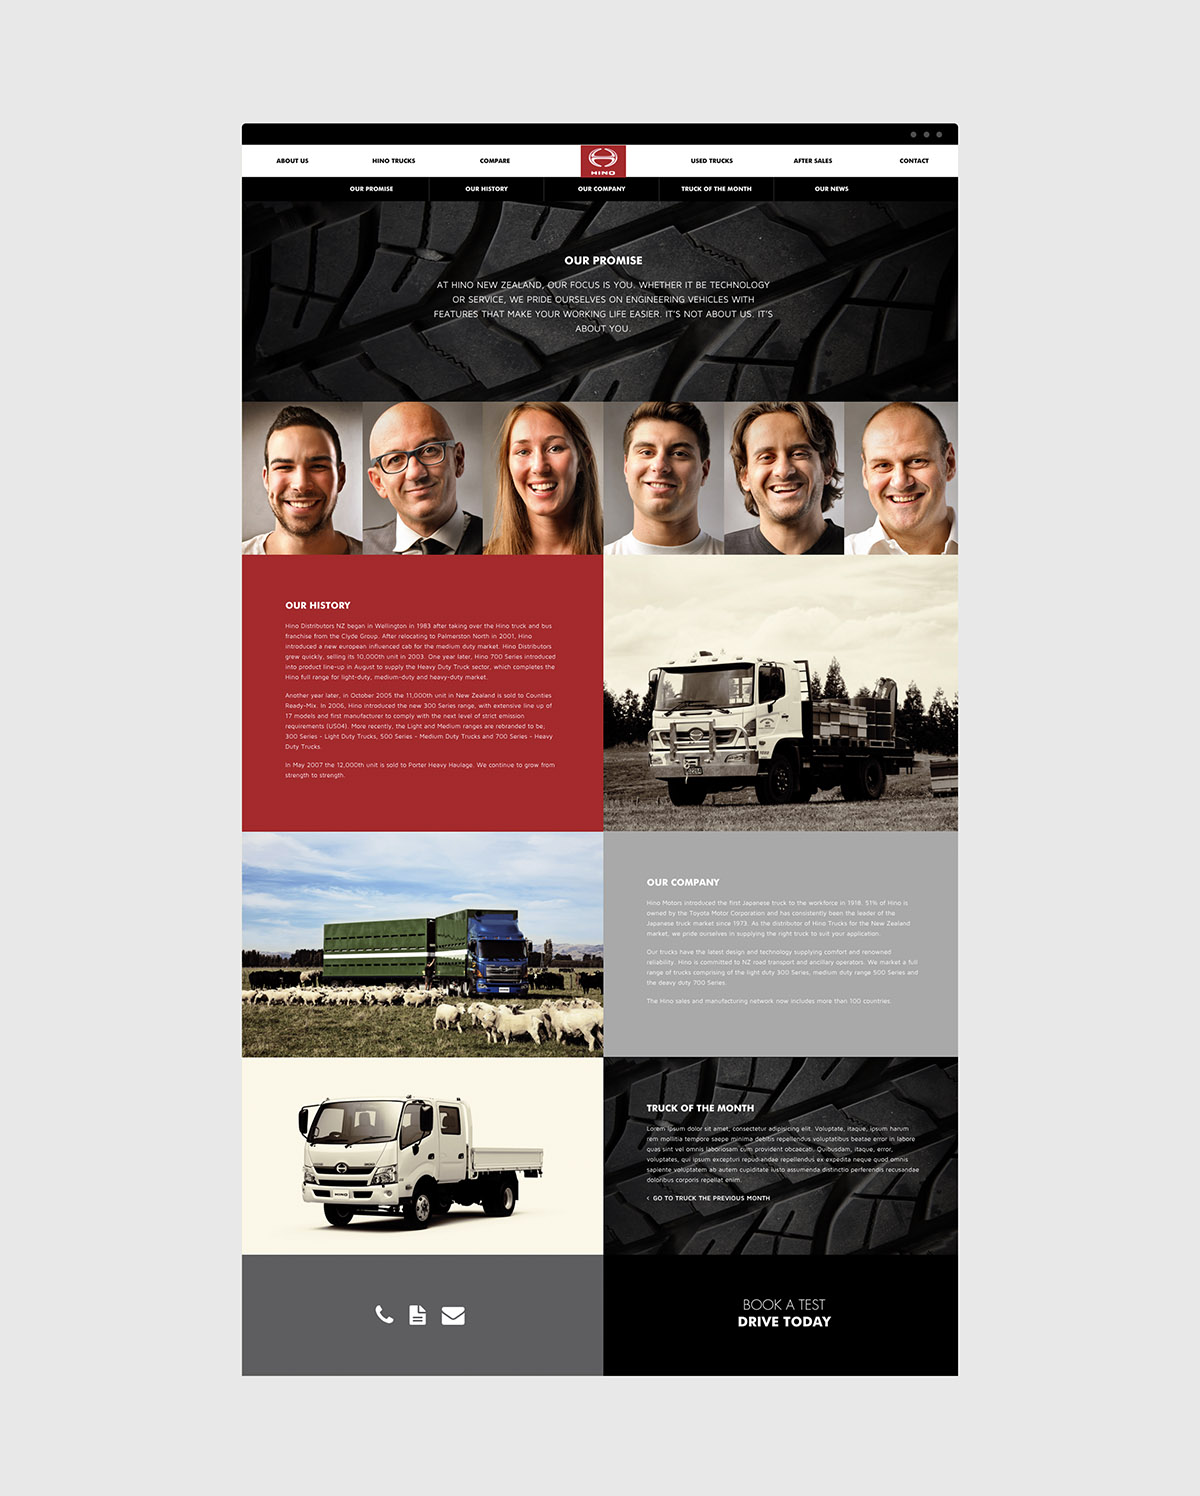 ABOUT US
HINO TRUCKS
COMPARE
HINO
USED TRUCKS
AFTER SALES
CONTACT
OUR PROMISE
OUR HISTORY
OUR COMPANY
TRUCK OF THE MONTH
OUR NEWS
OUR PROMISE
AT HINO NEW ZEALAND, OUR FOCUS IS YOU. WHETHER IT BE TECHNOLOGY
OR SERVICE, WE PRIDE OURSELVES ON ENGINEERING VEHICLES WITH
FEATURES THAT MAKE YOUR WORKING LIFE EASIER. IT'S NOT ABOUT US. IT'S
ABOUT YOU.
OUR HISTORY
Hino Distributors NZ began in Wellington in 1983 after taking over the Hino truck and bus
franchise from the Clyde Group. After relocating to Palmerston North in 2001, Hino
introduced a new european influenced cab for the medium duty market. Hino Distributors
grew quickly, selling its 10,000th unit in 2003. One year later, Hino 700 Series introduced
into product line-up in August to supply the Heavy Duty Truck sector, which completes the
Hino full range for light-duty, medium-duty and heavy-duty market.
Another year later, in October 2005 the 11,000th unit in New Zealand is sold to Counties
Ready-Mix. In 2006, Hino introduced the new 300 Series range, with extensive line up of
17 models and first manufacturer to comply with the next level of strict emission
requirements (US04). More recently, the Light and Medium ranges are rebranded to be;
300 Series - Light Duty Trucks, 500 Series - Medium Duty Trucks and 700 Series - Heavy
Duty Trucks.
In May 2007 the 12,000th unit is sold to Porter Heavy Haulage. We continue to grow from
strength to strength.
OUR COMPANY
Hino Motors introduced the first Japanese truck to the workforce in 1918. 51% of Hino is
owned by the Toyota Motor Corporation and has consistently been the leader of the
Japanese truck market since 1973. As the distributor of Hino Trucks for the New Zealand
market, we pride ourselves in supplying the right truck to suit your application.
Our trucks have the latest design and technology supplying comfort and renowned
reliability. Hino is committed to NZ road transport and ancillary operators. We market a full
range of trucks comprising of the light duty 300 Series, medium duty range 500 Series and
the deavy duty 700 Series.
The Hino sales and manufacturing network now includes more than 100 countries.
HINO
TRUCK OF THE MONTH
Lorem ipsum dolor sit amet, consectetur adipisicing elit. Voluptate, itaque, ipsum harum
rem mollitia tempore saepe minima debitis repellendus voluptatibus beatae error in labore
quas sint vel omnis laboriosam cum provident obcaecati. Quibusdam, itaque, error,
voluptates, qui ipsum excepturi repudiandae repellendus ex expedita neque quod omnis
sapiente voluptatem ab autem cupiditate iusto assumenda distinctio perferendis recusandae
doloribus corporis repellat enim.
‹ GO TO TRUCK THE PREVIOUS MONTH
BOOK A TEST
DRIVE TODAY